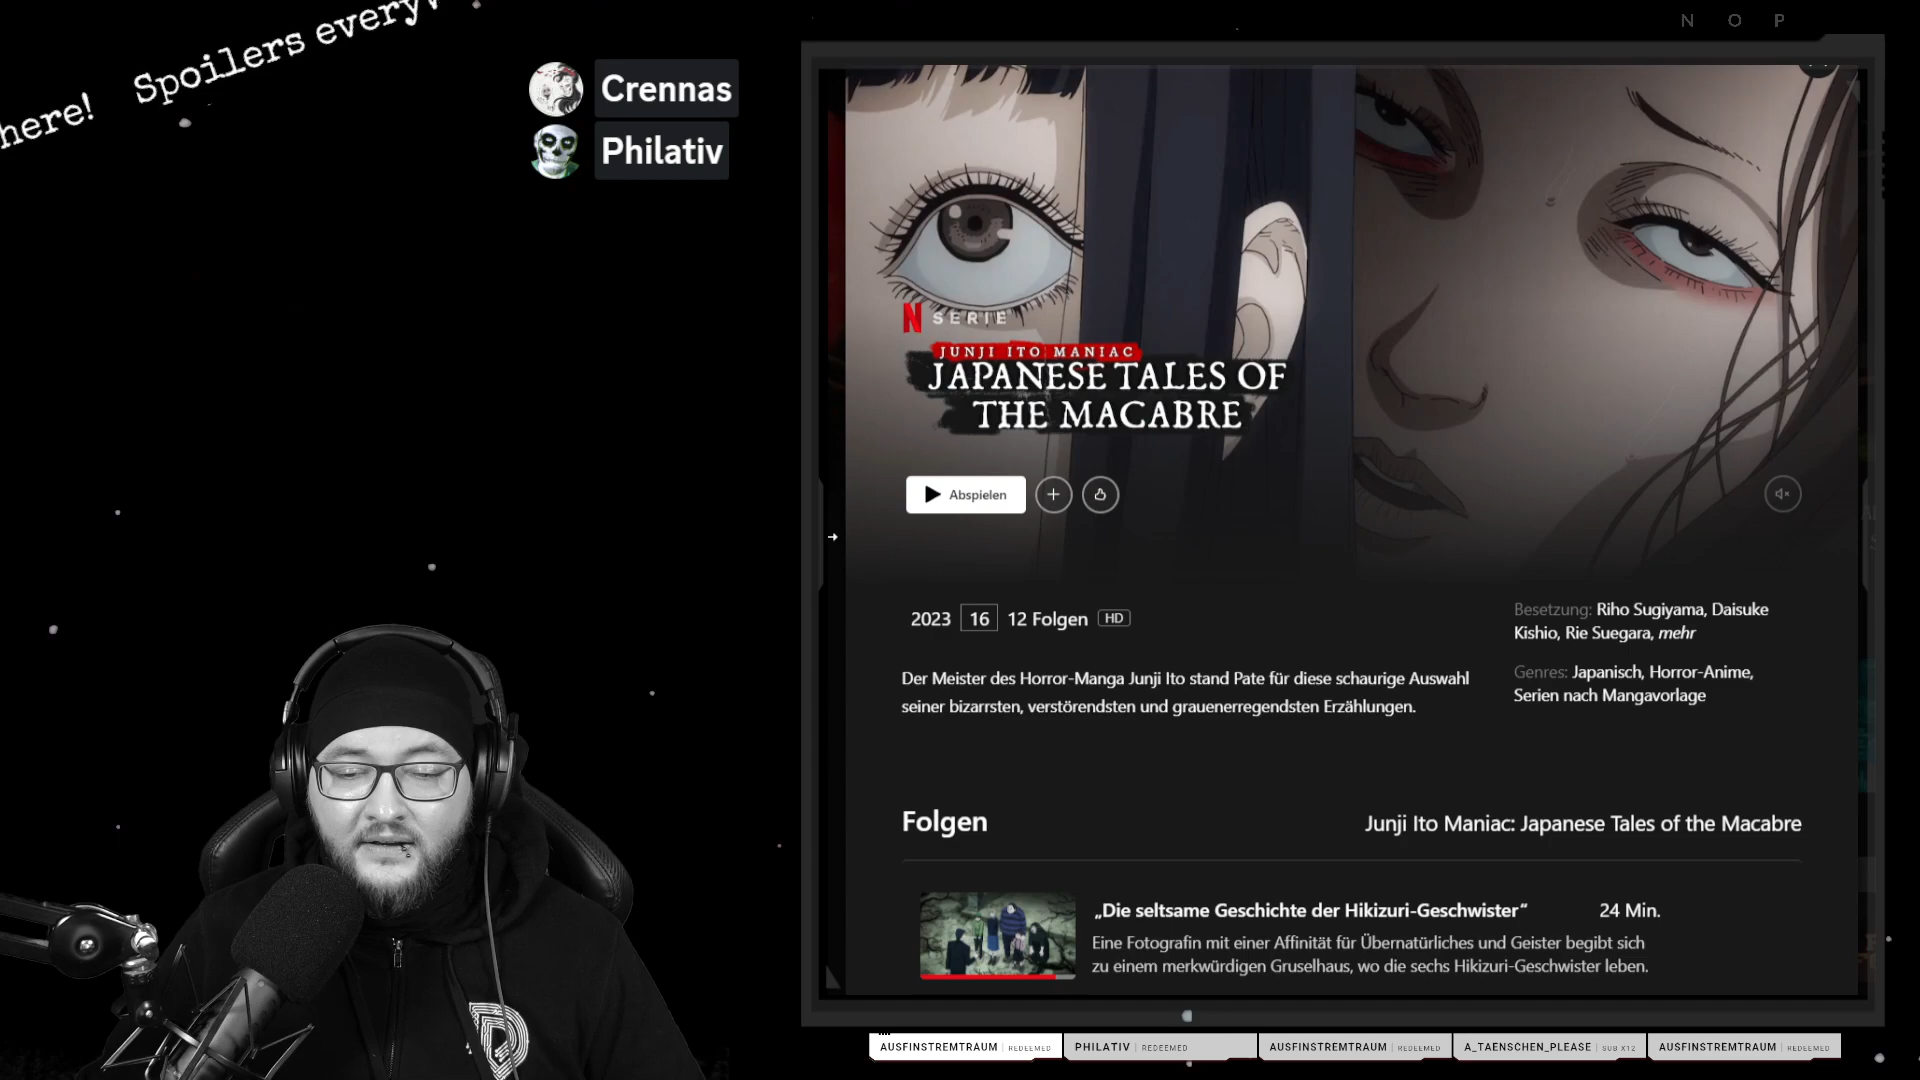 here! Spoilers every
N O P
Crennas
Philativ
N SERIE
JUNJI ITO MANIAC
JAPANESE TALES OF
THE MACABRE
Abspielen
2023 16 12 Folgen HD
Besetzung: Riho Sugiyama, Daisuke
Kishio, Rie Suegara, mehr
Genres: Japanisch, Horror-Anime,
Serien nach Mangavorlage
Der Meister des Horror-Manga Junji Ito stand Pate für diese schaurige Auswahl
seiner bizarrsten, verstörendsten und grauenerregendsten Erzählungen.
Folgen
Junji Ito Maniac: Japanese Tales of the Macabre
„Die seltsame Geschichte der Hikizuri-Geschwister“ 24 Min.
Eine Fotografin mit einer Affinität für Übernatürliches und Geister begibt sich
zu einem merkwürdigen Gruselhaus, wo die sechs Hikizuri-Geschwister leben.
AUSFINSTREMTRAUM | REDEEMED
PHILATIV | REDEEMED
AUSFINSTREMTRAUM | REDEEMED
A_TAENSCHEN_PLEASE | SUB X12
AUSFINSTREMTRAUM | REDEEMED